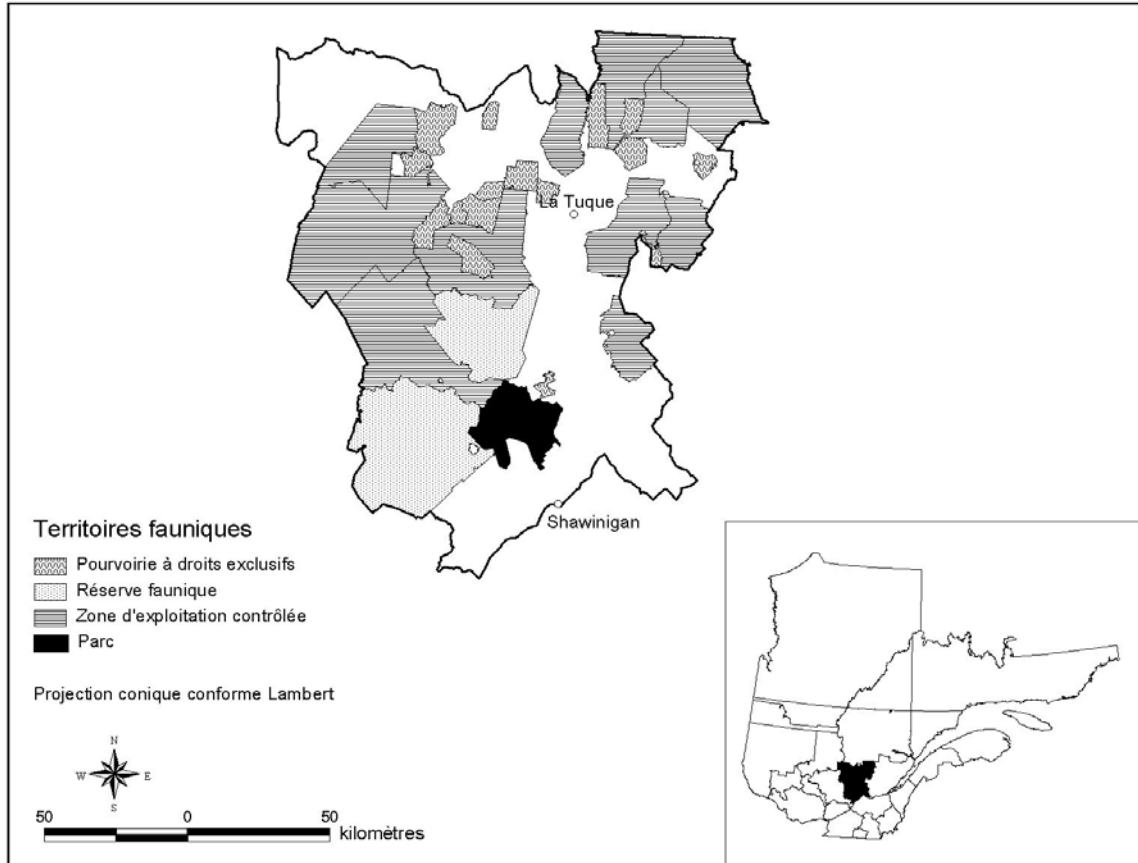 La Tuque
Shawinigan
Territoires fauniques
Pourvoirie à droits exclusifs
Réserve faunique
Zone d'exploitation contrôlée
Parc
Projection conique conforme Lambert
N
W E
S
50 0 50
kilomètres